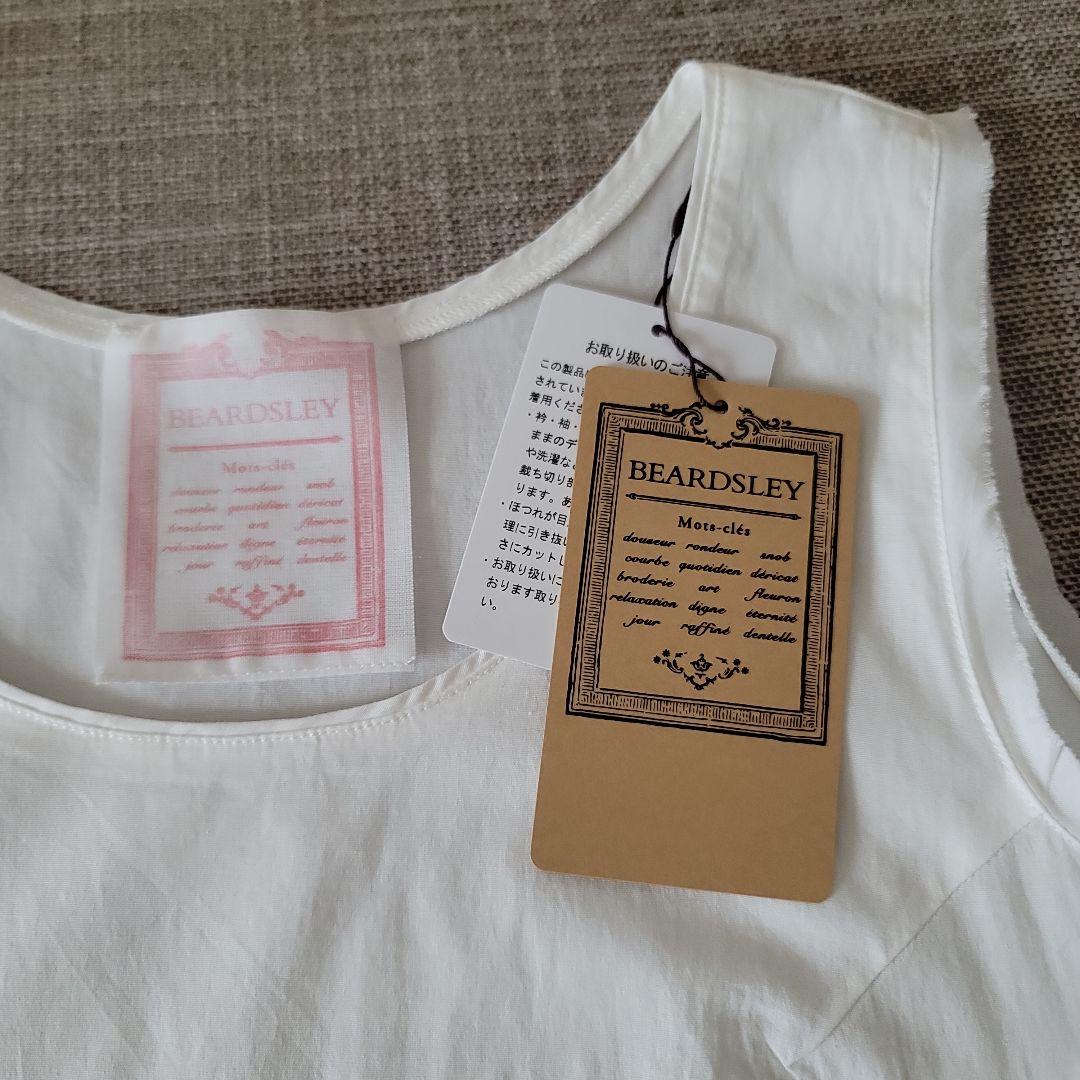 BEARDSLEY
Mots-clés
douceur rondeur snob
courbe quotidien déricat
broderie art fleuron
relaxation digne éternité
jour raffiné dentelle
お取り扱いのご注意
この製品
されていま
着用くださ
・衿・袖・
ままのデ
や洗濯な
裁ち切り部
ります。あ
・ほつれが目
理に引き抜
さにカットし
・お取り扱いに
おります取り
い。
BEARDSLEY
Mots-clés
douceur rondeur snob
courbe quotidien déricat
broderie art fleuron
relaxation digne éternité
jour raffiné dentelle